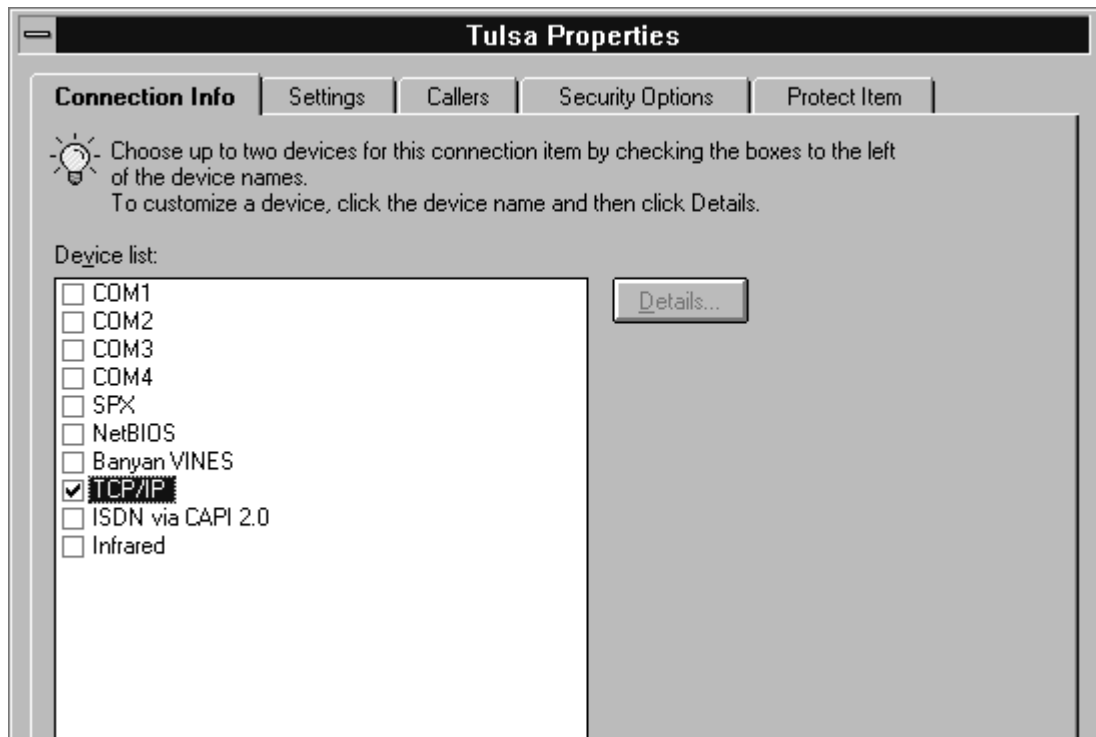 Tulsa Properties
Connection Info Settings Callers Security Options Protect Item
Choose up to two devices for this connection item by checking the boxes to the left
of the device names.
To customize a device, click the device name and then click Details.
Device list:
COM1
Details...
COM2
COM3
COM4
SPX
NetBIOS
Banyan VINES
TCP/IP
ISDN via CAPI 2.0
Infrared